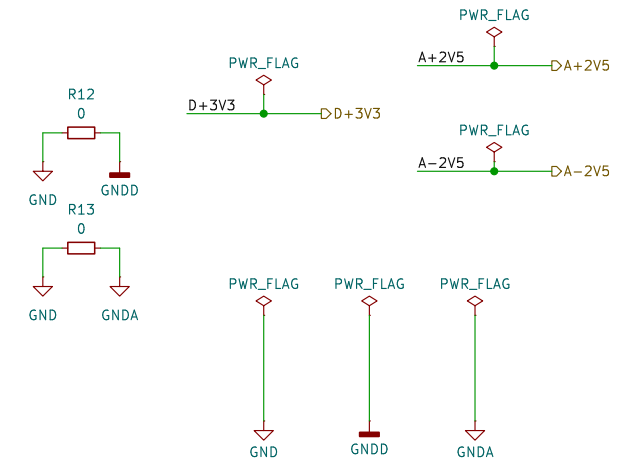 PWR_FLAG
A+2V5
A+2V5
PWR_FLAG
D+3V3
D+3V3
R12
0
GND
GNDD
PWR_FLAG
A-2V5
A-2V5
R13
0
GND
GNDA
PWR_FLAG
PWR_FLAG
PWR_FLAG
GND
GNDD
GNDA